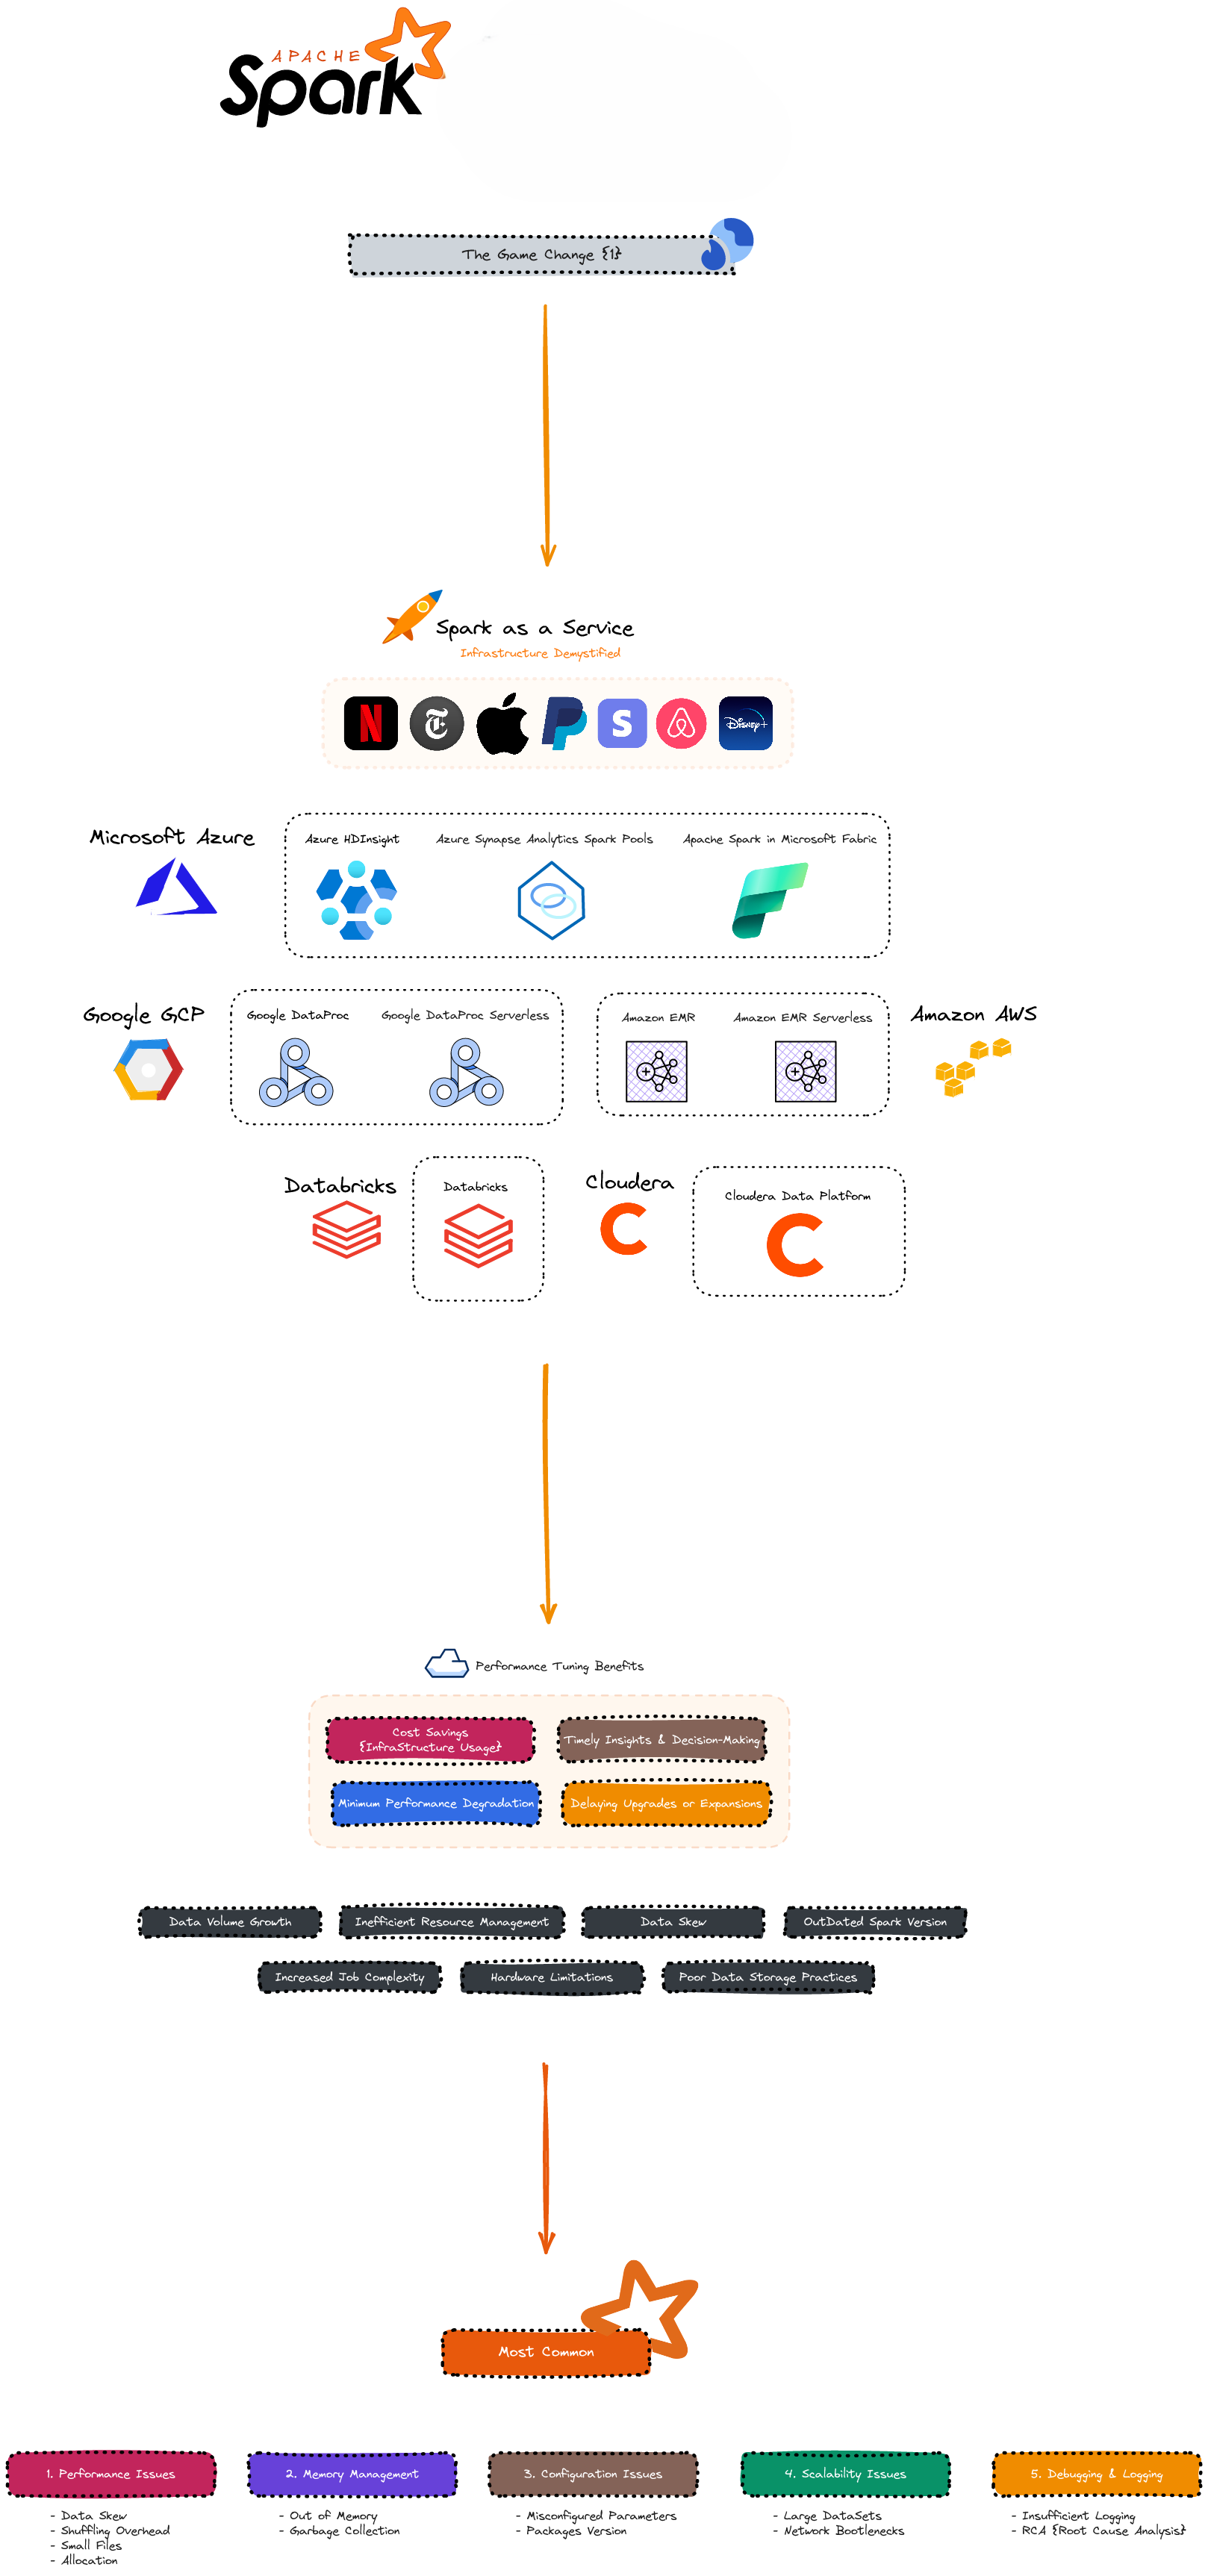 APACHE
Spark
The Game Change {1}
Spark as a Service
Infrastructure Demystified
N
T
S
Disney+
Microsoft Azure
Azure HDInsight
Azure Synapse Analytics Spark Pools
Apache Spark in Microsoft Fabric
Google GCP
Google DataProc
Google DataProc Serverless
Amazon EMR
Amazon EMR Serverless
Amazon AWS
Databricks
Databricks
Cloudera
Cloudera Data Platform
Performance Tuning Benefits
Cost Savings
{InfraStructure Usage}
Timely Insights & Decision-Making
Minimum Performance Degradation
Delaying Upgrades or Expansions
Data Volume Growth
Inefficient Resource Management
Data Skew
OutDated Spark Version
Increased Job Complexity
Hardware Limitations
Poor Data Storage Practices
Most Common
1. Performance Issues
- Data Skew
- Shuffling Overhead
- Small Files
- Allocation
2. Memory Management
- Out of Memory
- Garbage Collection
3. Configuration Issues
- Misconfigured Parameters
- Packages Version
4. Scalability Issues
- Large DataSets
- Network Bootlenecks
5. Debugging & Logging
- Insufficient Logging
- RCA {Root Cause Analysis}